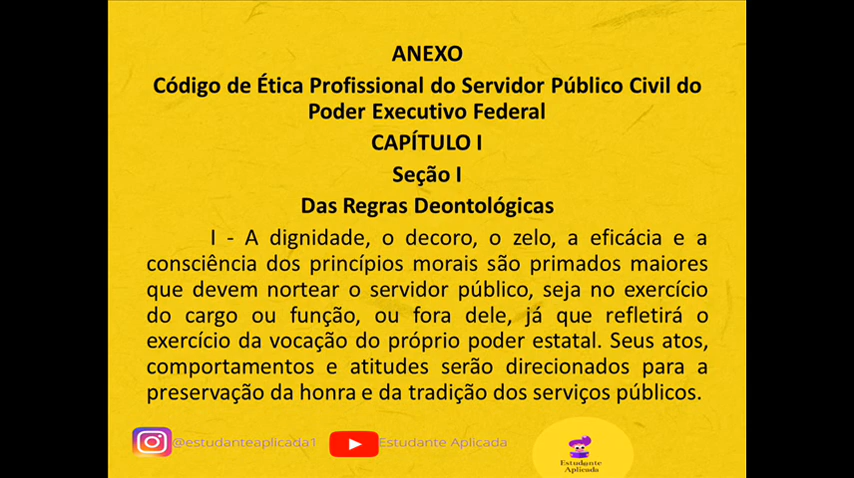 ANEXO
Código de Ética Profissional do Servidor Público Civil do
Poder Executivo Federal
CAPÍTULO I
Seção I
Das Regras Deontológicas
I - A dignidade, o decoro, o zelo, a eficácia e a
consciência dos princípios morais são primados maiores
que devem nortear o servidor público, seja no exercício
do cargo ou função, ou fora dele, já que refletirá o
exercício da vocação do próprio poder estatal. Seus atos,
comportamentos e atitudes serão direcionados para a
preservação da honra e da tradição dos serviços públicos.
@estudanteaplicada1
Estudante Aplicada
Estudante
Aplicada